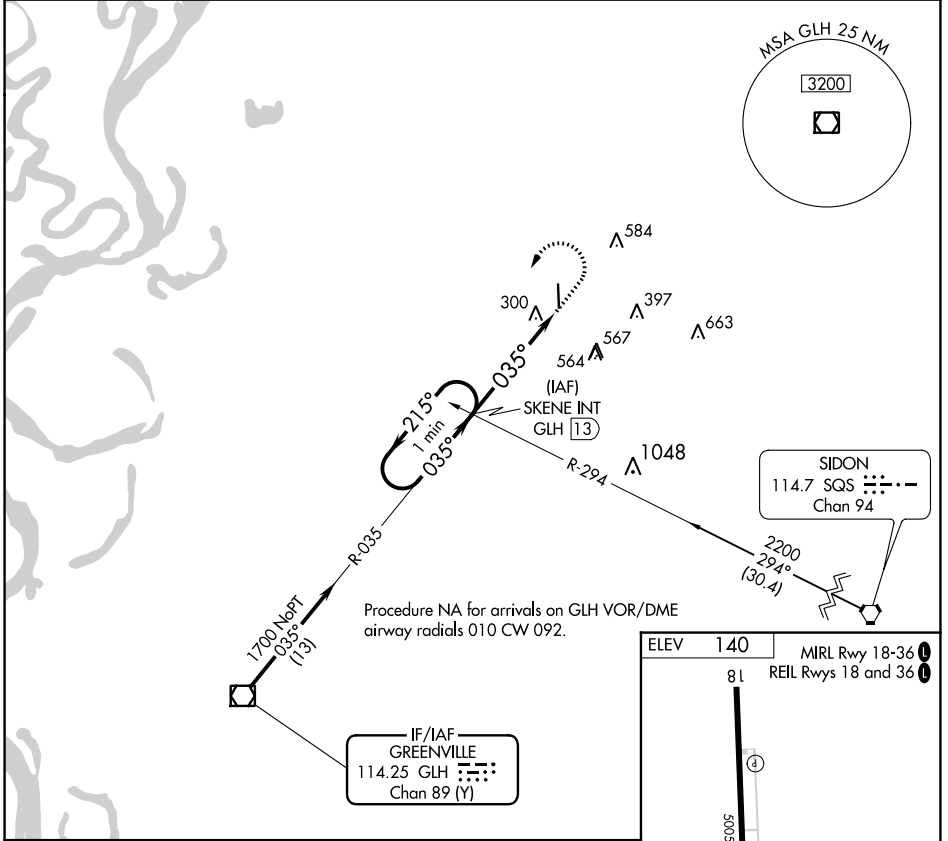 MSA GLH 25 NM
3200
584
300
397
663
567
564
035°
(IAF)
SKENE INT
GLH 13
215°
1 min
035°
1048
R-294
SIDON
114.7 SQS
Chan 94
2200
294°
(30.4)
R-035
1700 NoPT
035°
(13)
Procedure NA for arrivals on GLH VOR/DME
airway radials 010 CW 092.
IF/IAF
GREENVILLE
114.25 GLH
Chan 89 (Y)
ELEV 140
MIRL Rwy 18-36 L
REIL Rwys 18 and 36 L
18
P
5005